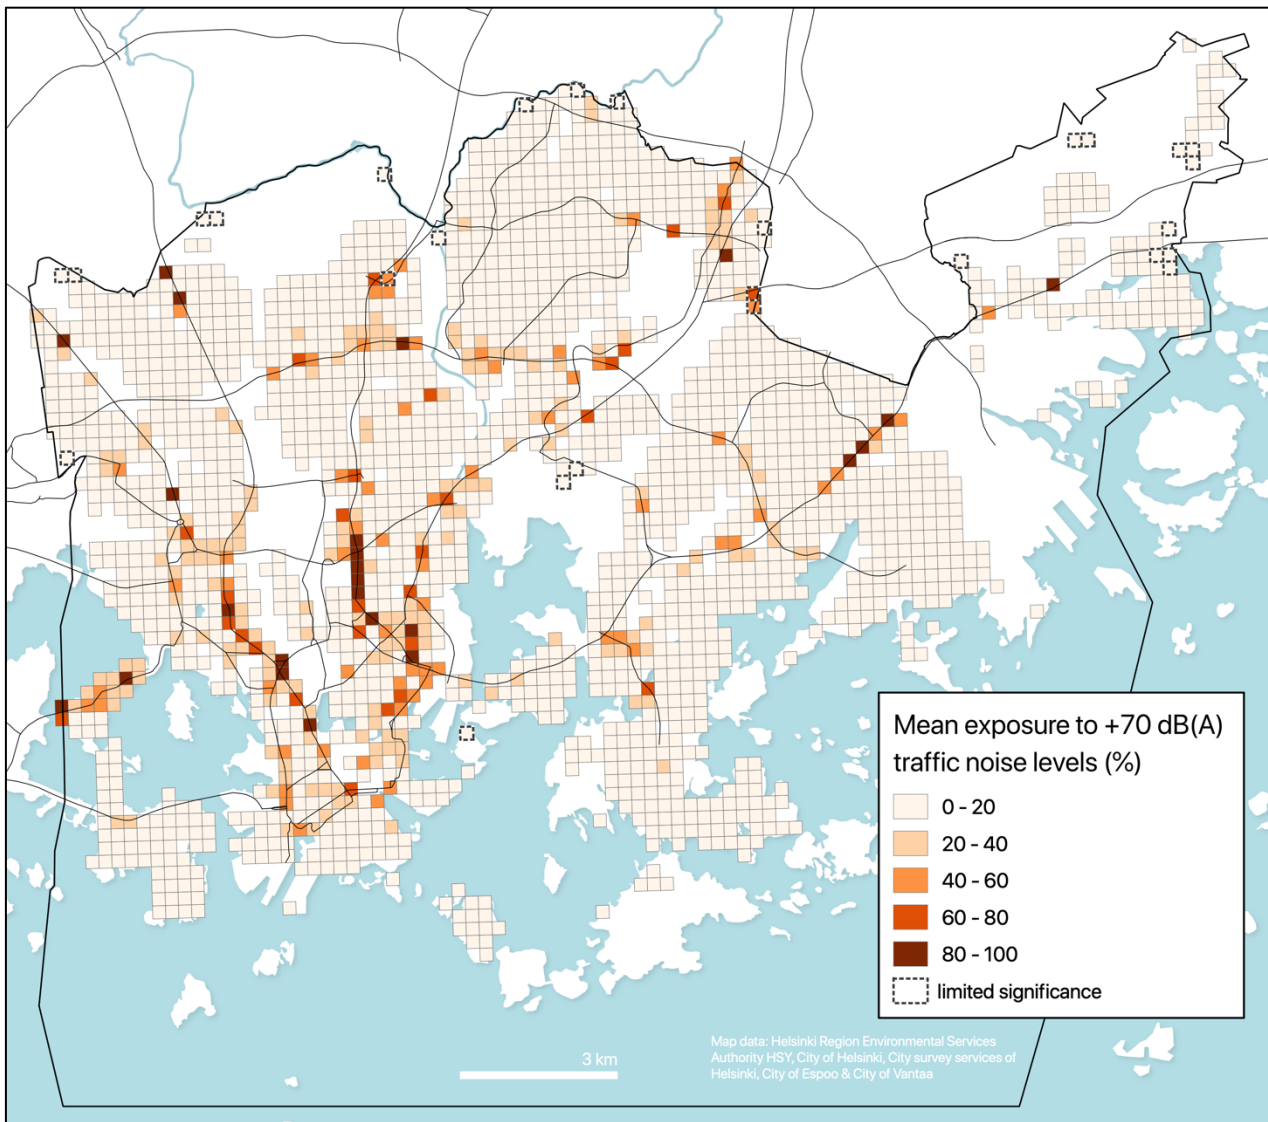 Mean exposure to +70 dB(A)
traffic noise levels (%)
0 - 20
20 - 40
40 - 60
60 - 80
80 - 100
limited significance
3 km
Map data: Helsinki Region Environmental Services
Authority HSY, City of Helsinki, City survey services of
Helsinki, City of Espoo & City of Vantaa